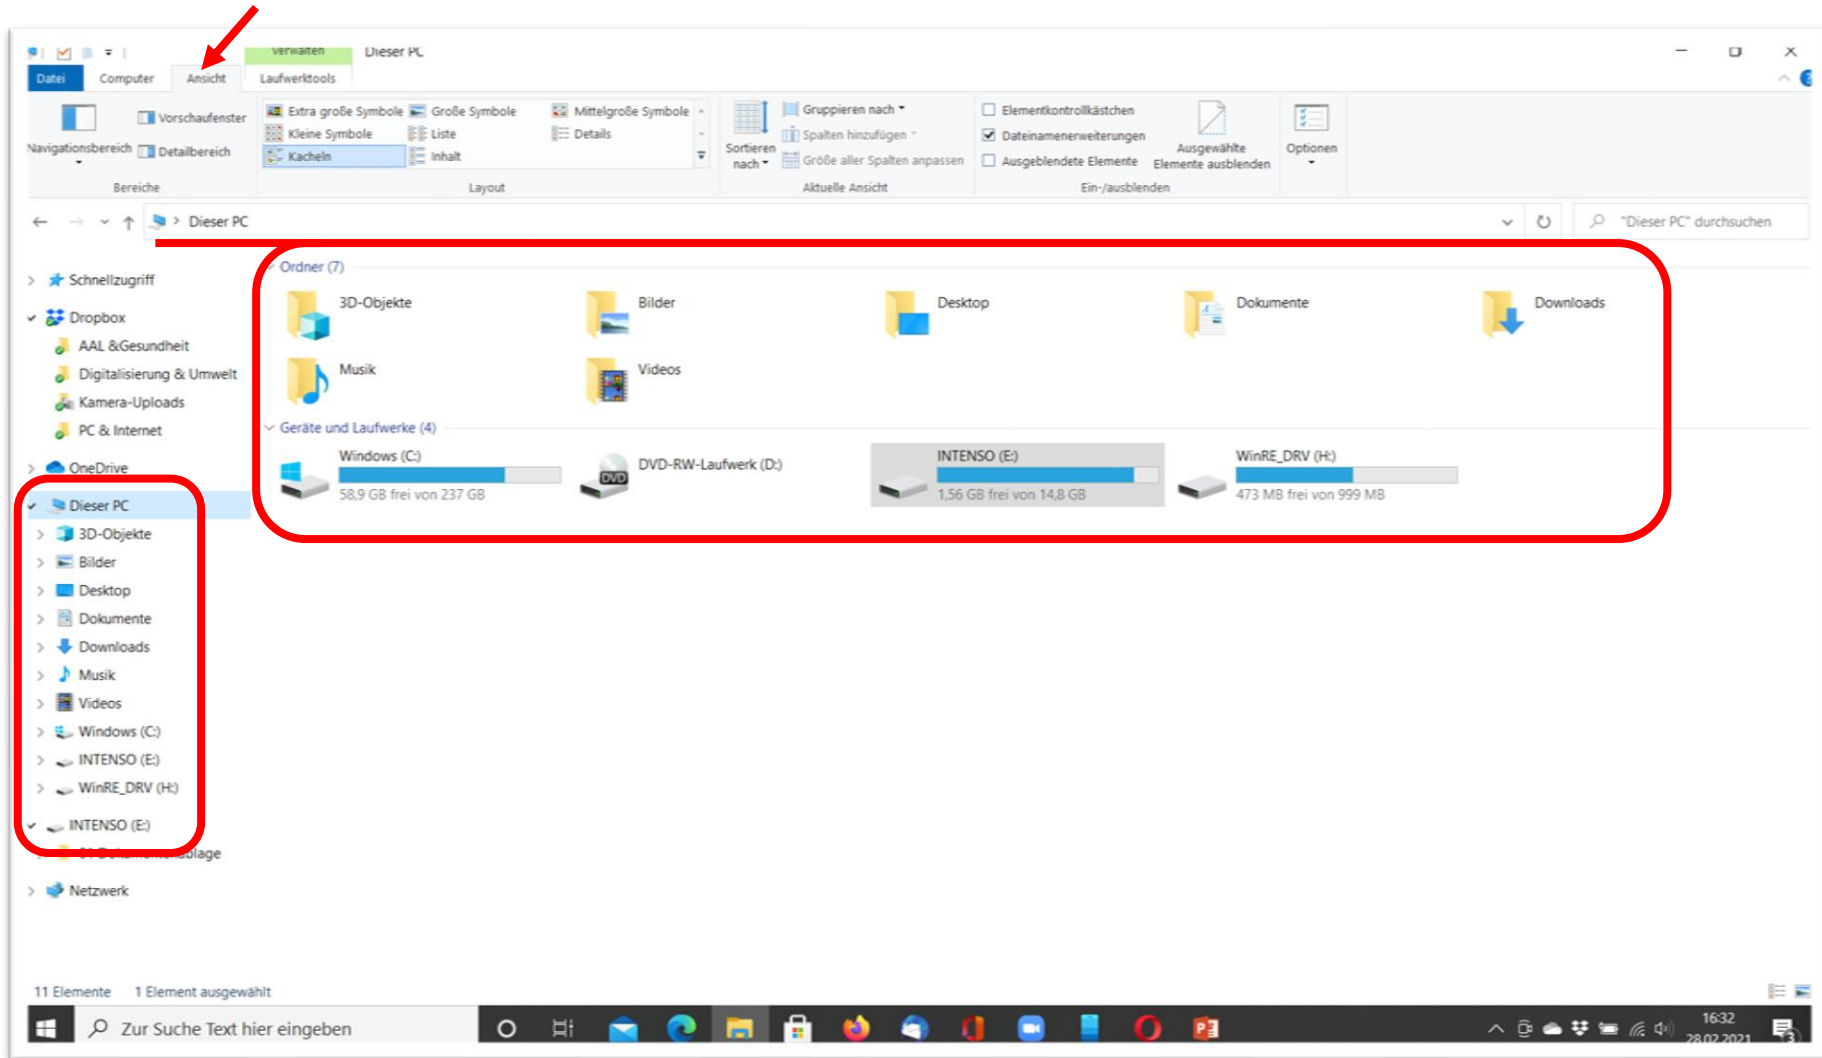 Verwalten Dieser PC
Datei Computer Ansicht Laufwerktools
Navigationsbereich
Vorschaufenster
Detailbereich
Bereiche
Extra große Symbole Große Symbole Mittelgroße Symbole
Kleine Symbole Liste Details
Kacheln Inhalt
Layout
Sortieren nach
Gruppieren nach
Spalten hinzufügen
Größe aller Spalten anpassen
Aktuelle Ansicht
Elementkontrollkästchen
Dateinamenerweiterungen
Ausgeblendete Elemente
Ausgewählte
Elemente ausblenden
Ein-/ausblenden
Optionen
Dieser PC
"Dieser PC" durchsuchen
Schnellzugriff
Dropbox
AAL &Gesundheit
Digitalisierung & Umwelt
Kamera-Uploads
PC & Internet
OneDrive
Dieser PC
3D-Objekte
Bilder
Desktop
Dokumente
Downloads
Musik
Videos
Windows (C:)
INTENSO (E:)
WinRE_DRV (H:)
INTENSO (E:)
Netzwerk
Ordner (7)
3D-Objekte Bilder Desktop Dokumente Downloads
Musik Videos
Geräte und Laufwerke (4)
Windows (C:)
58,9 GB frei von 237 GB
DVD-RW-Laufwerk (D:)
DVD
INTENSO (E:)
1,56 GB frei von 14,8 GB
WinRE_DRV (H:)
473 MB frei von 999 MB
11 Elemente 1 Element ausgewählt
Zur Suche Text hier eingeben
16:32
28.02.2021
3